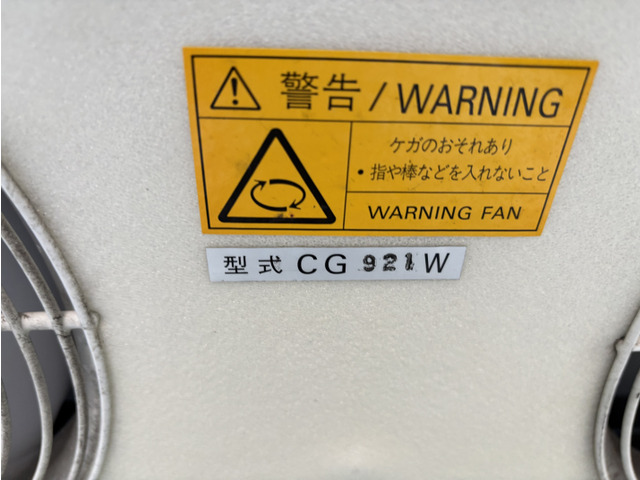 警告/WARNING
ケガのおそれあり
・指や棒などを入れないこと
WARNING FAN
型式 CG 921W